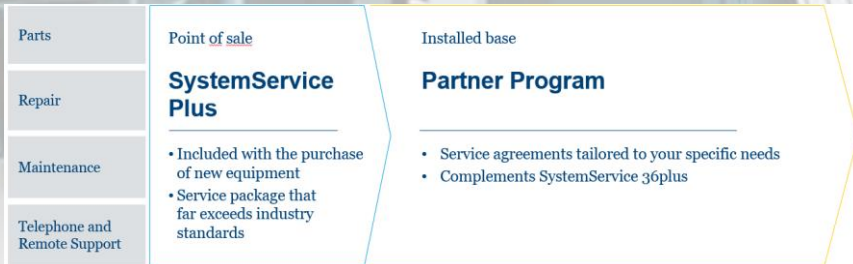 Parts
Repair
Maintenance
Telephone and
Remote Support
Point of sale
SystemService
Plus
• Included with the purchase
of new equipment
• Service package that
far exceeds industry
standards
Installed base
Partner Program
• Service agreements tailored to your specific needs
• Complements SystemService 36plus